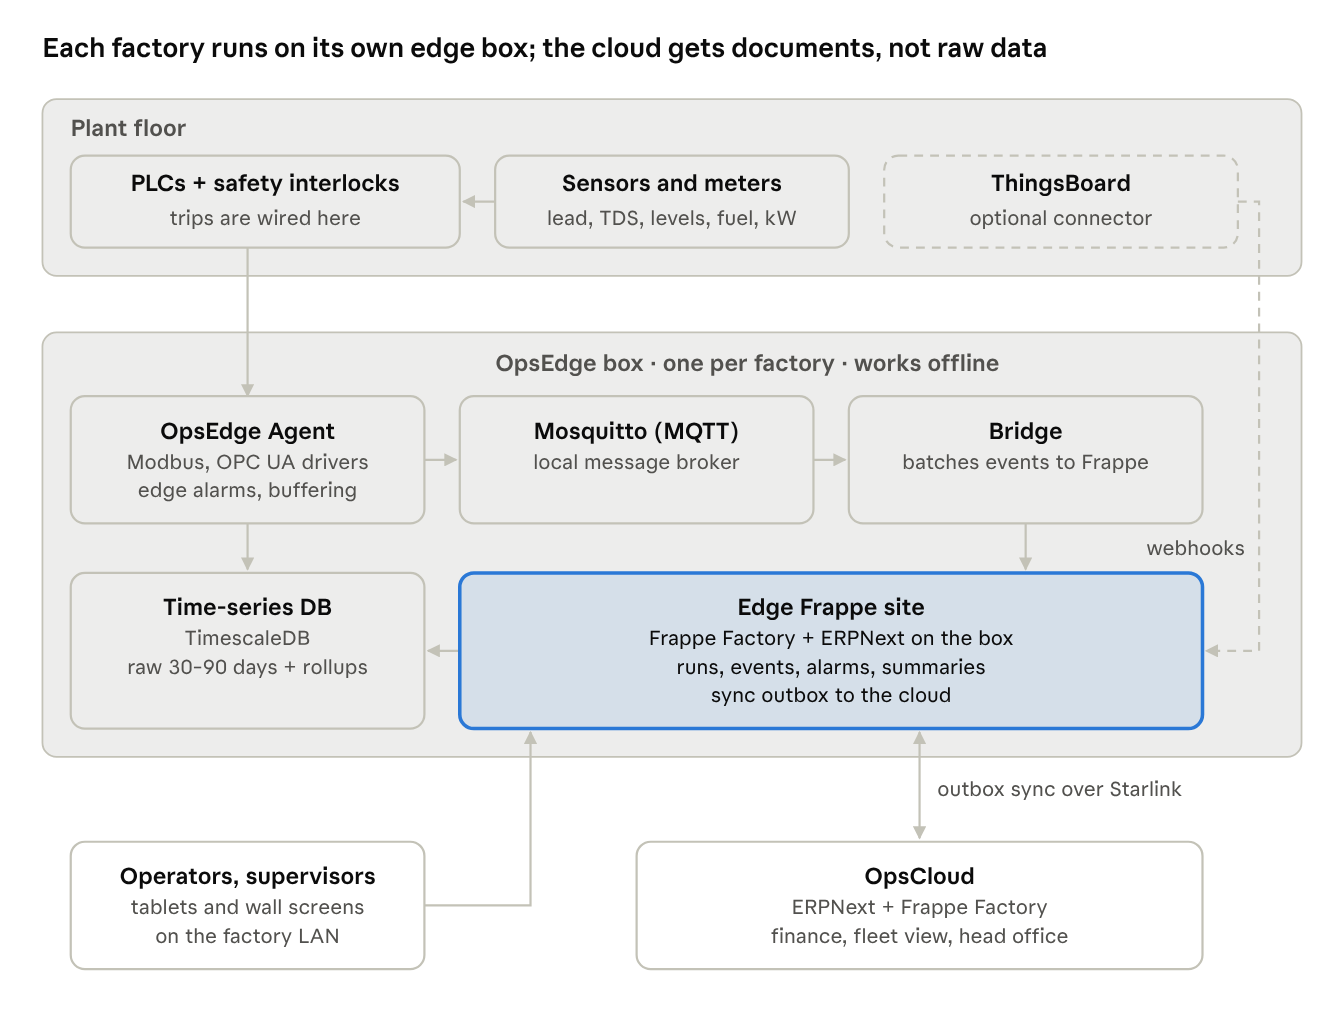 Each factory runs on its own edge box; the cloud gets documents, not raw data
Plant floor
PLCs + safety interlocks
trips are wired here
Sensors and meters
lead, TDS, levels, fuel, kW
ThingsBoard
optional connector
OpsEdge box · one per factory · works offline
OpsEdge Agent
Modbus, OPC UA drivers
edge alarms, buffering
Mosquitto (MQTT)
local message broker
Bridge
batches events to Frappe
webhooks
Time-series DB
TimescaleDB
raw 30–90 days + rollups
Edge Frappe site
Frappe Factory + ERPNext on the box
runs, events, alarms, summaries
sync outbox to the cloud
outbox sync over Starlink
Operators, supervisors
tablets and wall screens
on the factory LAN
OpsCloud
ERPNext + Frappe Factory
finance, fleet view, head office